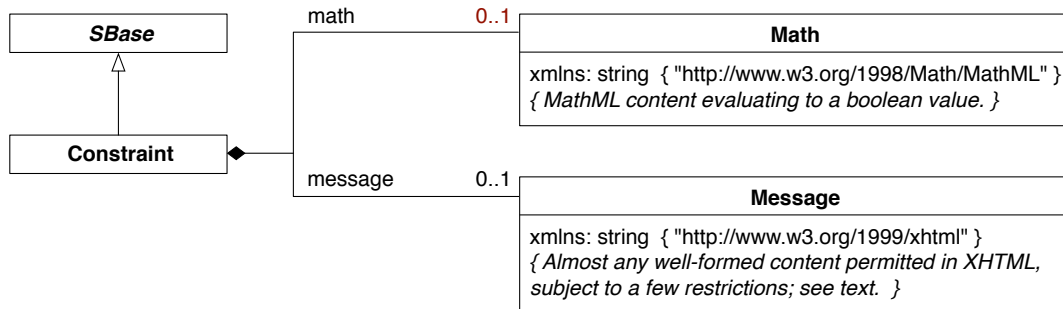 math 0..1
SBase
Math
xmlns: string { "http://www.w3.org/1998/Math/MathML" }
{ MathML content evaluating to a boolean value. }
Constraint
message 0..1
Message
xmlns: string { "http://www.w3.org/1999/xhtml" }
{ Almost any well-formed content permitted in XHTML,
subject to a few restrictions; see text. }